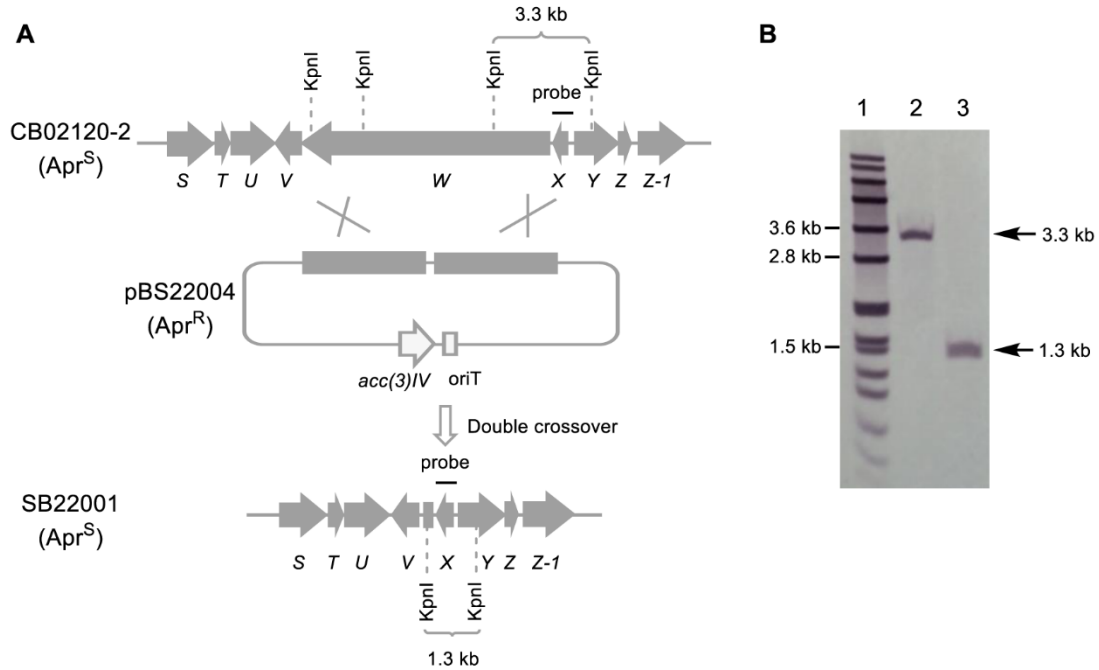 A
3.3 kb
KpnI
KpnI
KpnI
KpnI
probe
CB02120-2
(Apr^S)
S T U V W X Y Z Z-1
pBS22004
(Apr^R)
acc(3)IV oriT
Double crossover
probe
SB22001
(Apr^S)
S T U V X Y Z Z-1
KpnI
KpnI
1.3 kb
B
1 2 3
3.6 kb
2.8 kb
1.5 kb
3.3 kb
1.3 kb